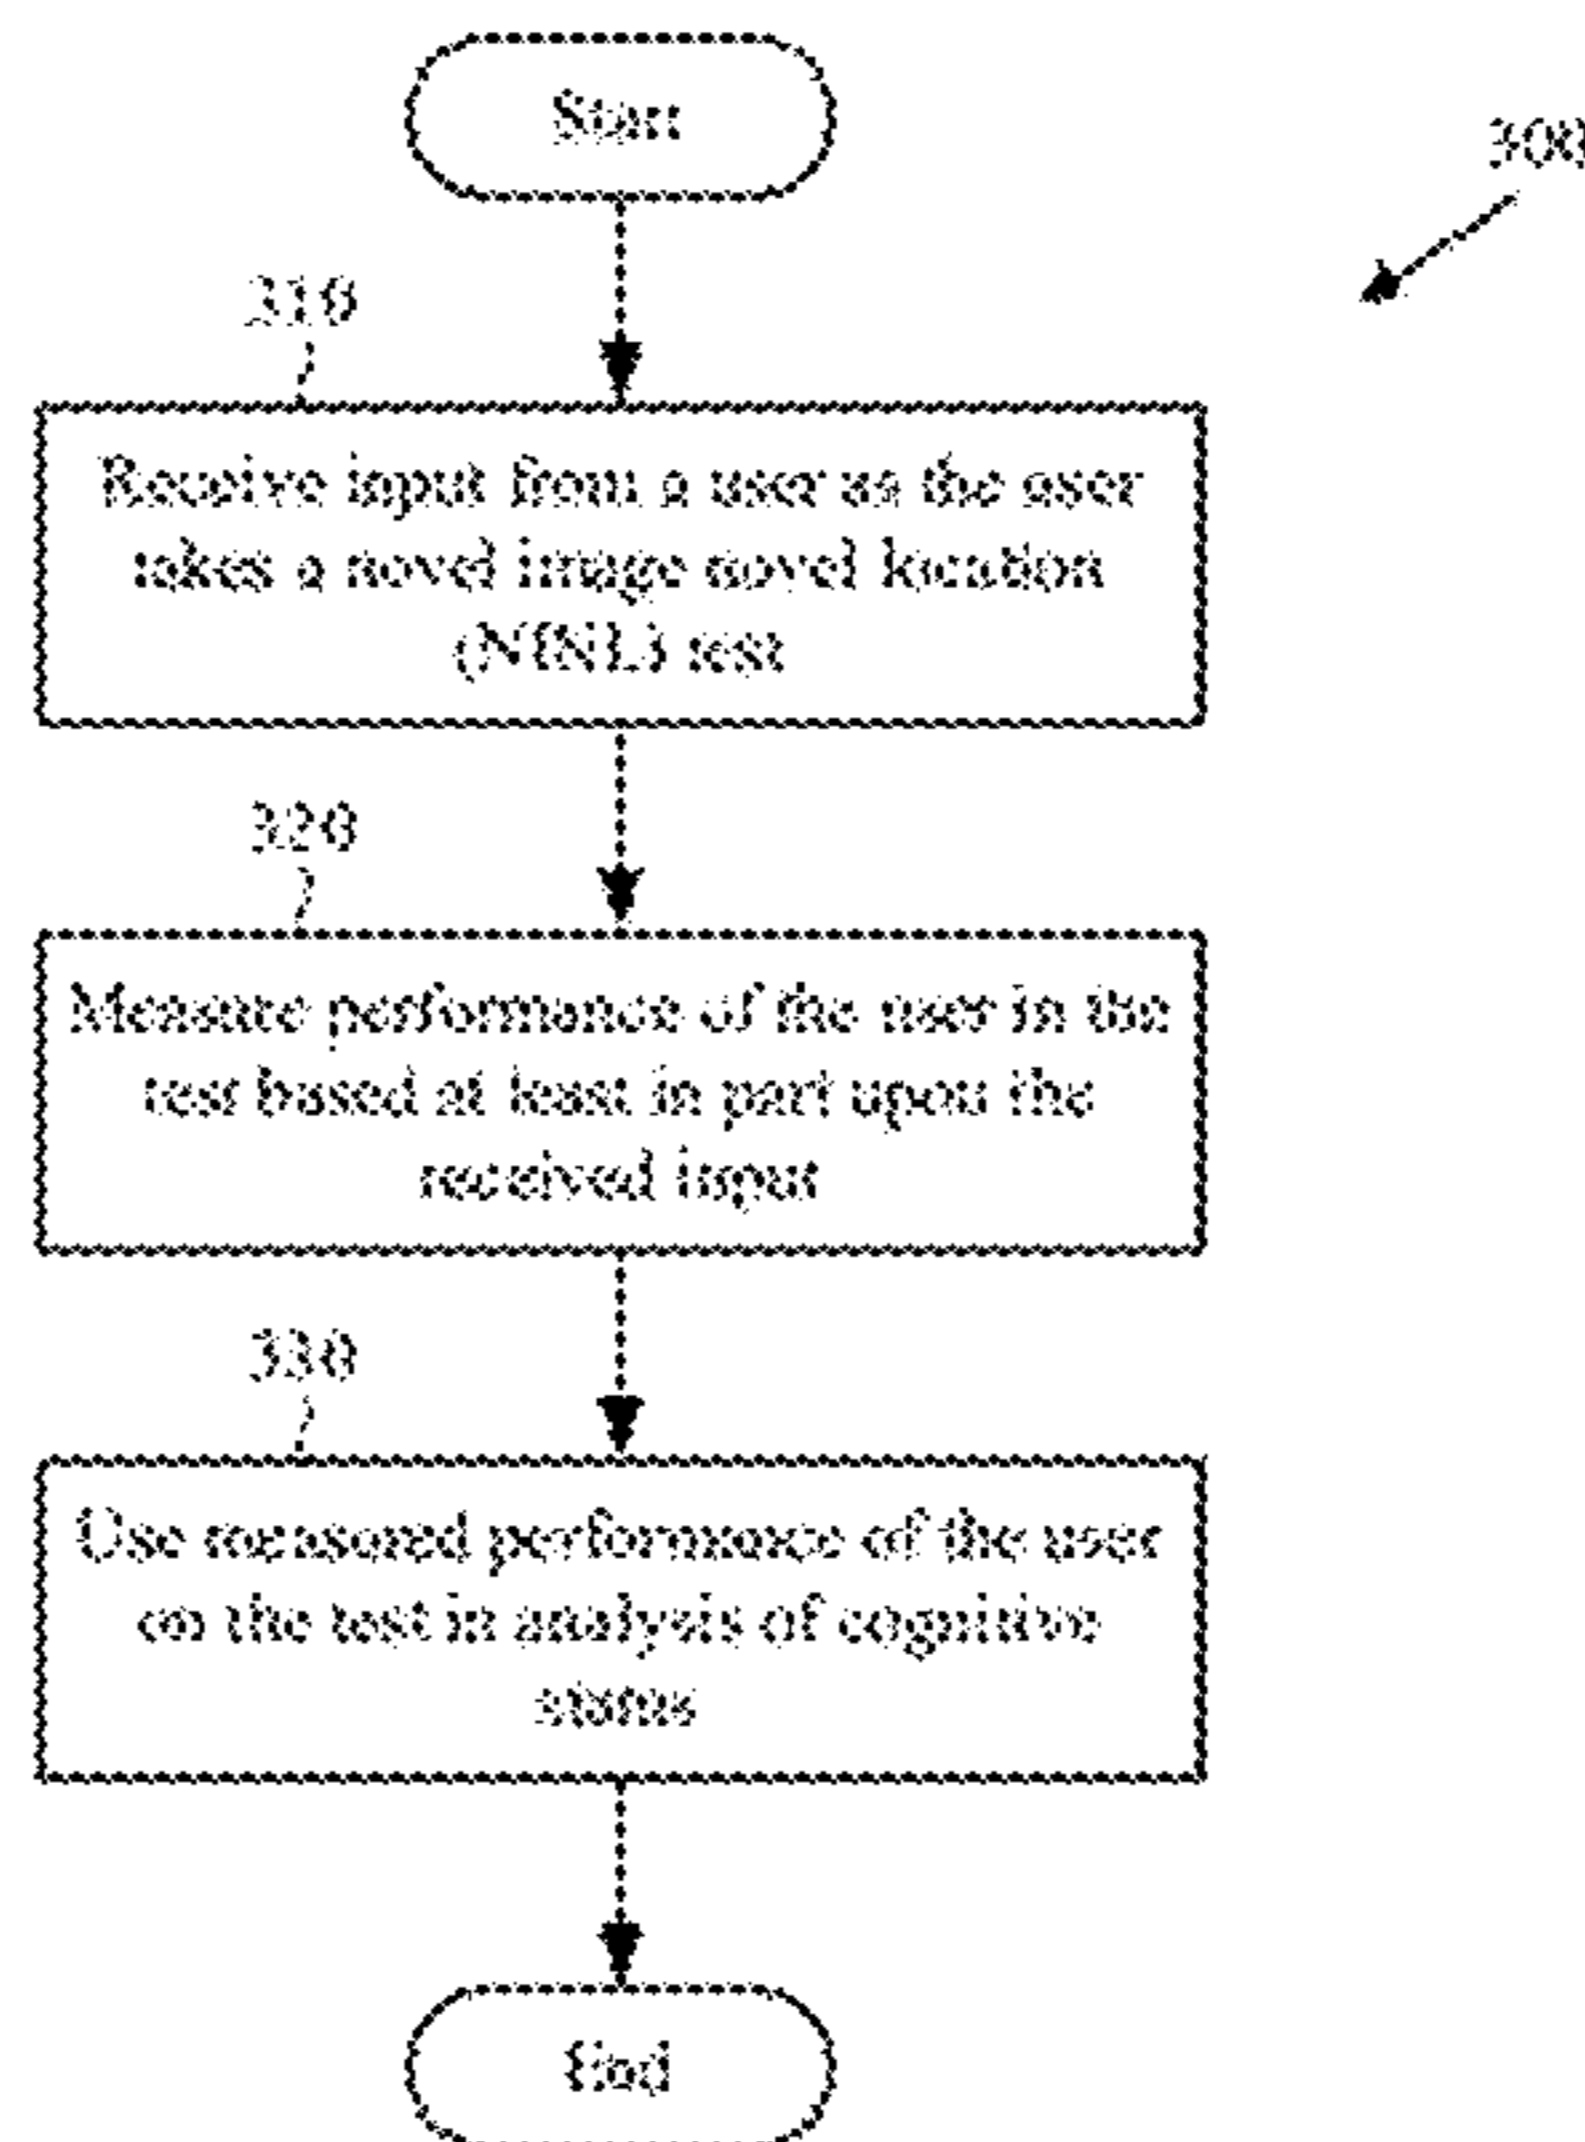 Start
300
310
Receive input from a user as the user
takes a novel image novel location
(NINL) test
320
Measure performance of the user in the
test based at least in part upon the
received input
330
Use measured performance of the user
on the test in analysis of cognitive
status
End